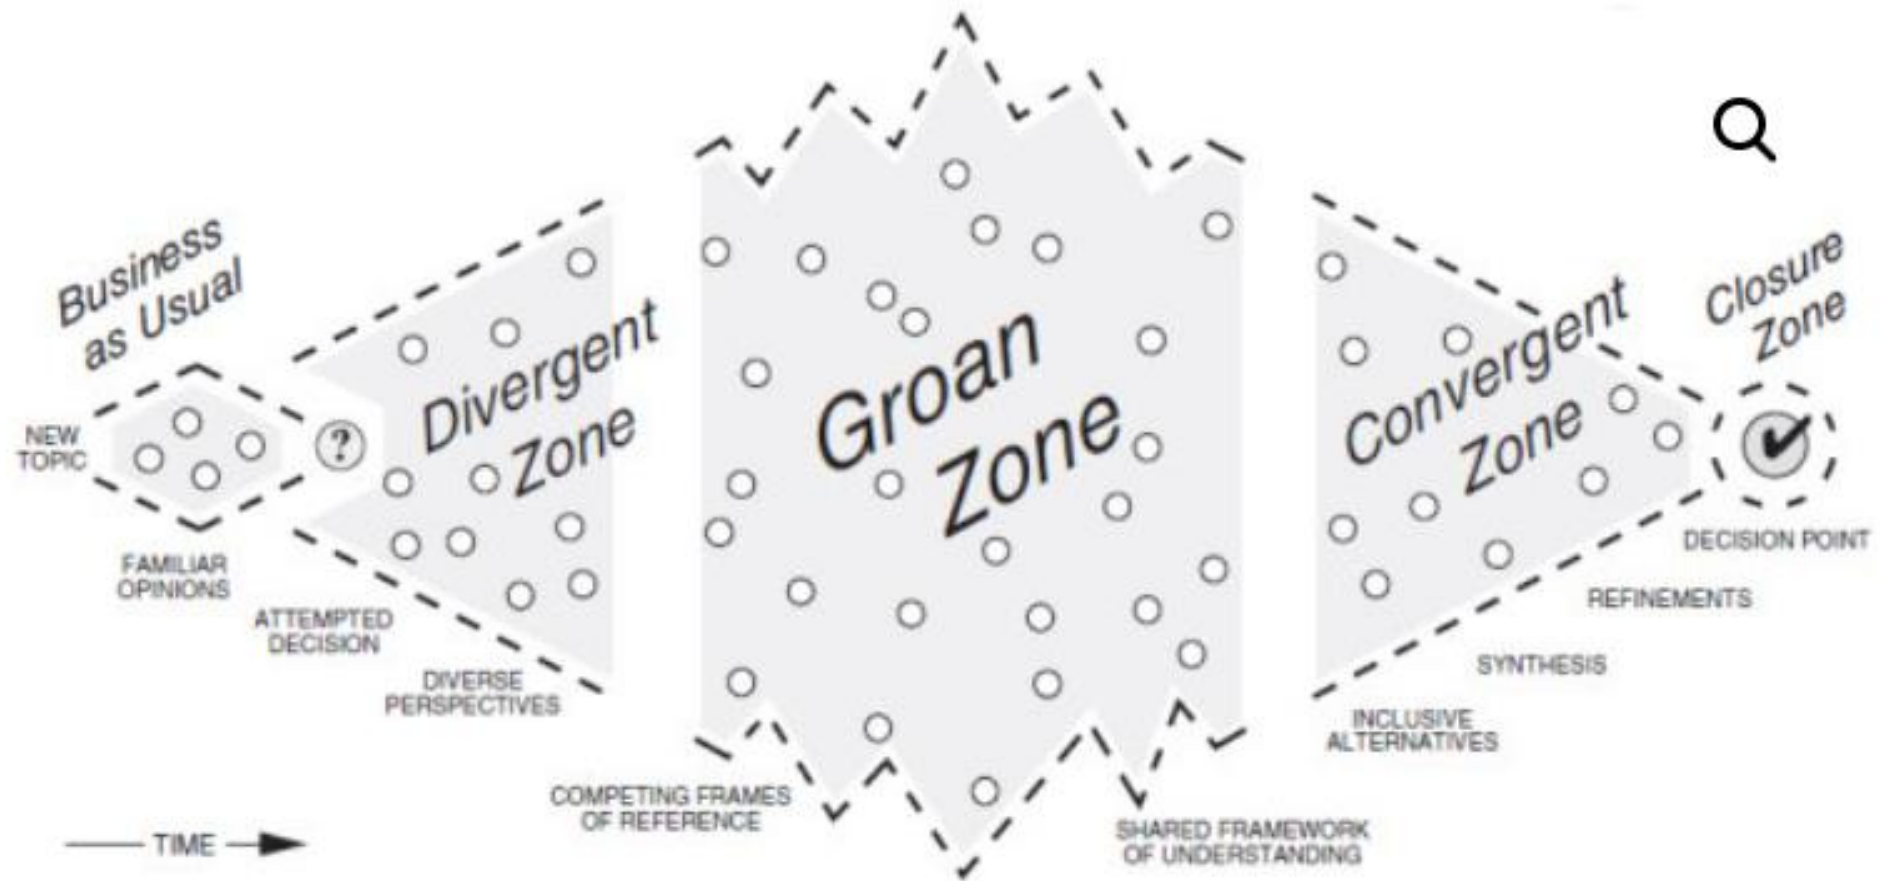 Business
as Usual
NEW
TOPIC
FAMILIAR
OPINIONS
?
ATTEMPTED
DECISION
Divergent
Zone
DIVERSE
PERSPECTIVES
Groan
Zone
COMPETING FRAMES
OF REFERENCE
SHARED FRAMEWORK
OF UNDERSTANDING
Convergent
Zone
INCLUSIVE
ALTERNATIVES
SYNTHESIS
REFINEMENTS
Closure
Zone
DECISION POINT
TIME